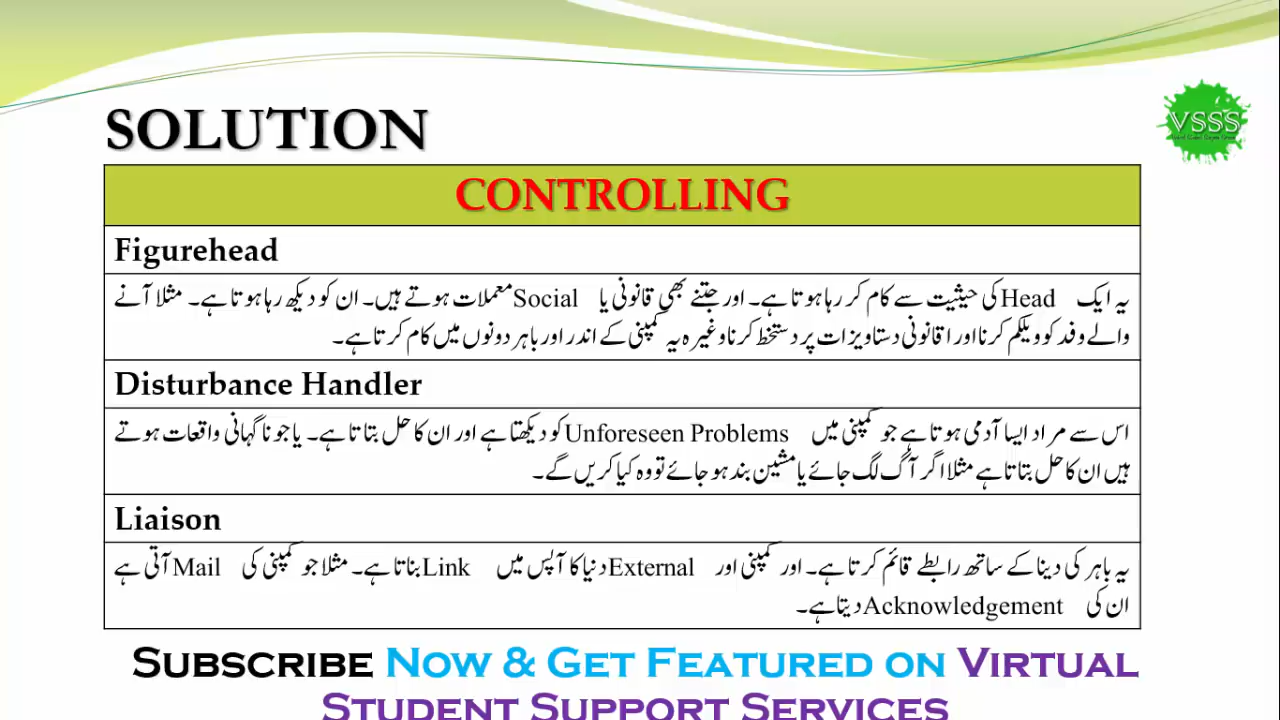 SOLUTION
VSSS
CONTROLLING
Figurehead
یہ ایک Head کی حیثیت سے کام کر رہا ہوتا ہے۔ اور جتنے بھی قانونی یا Social معملات ہوتے ہیں۔ ان کو دیکھ رہا ہوتا ہے۔ مثلا آنے
والے وفد کو ویلکم کرنا اور اقانونی دستاویزات پر دستخط کرنا وغیرہ یہ کمپنی کے اندر اور باہر دونوں میں کام کرتا ہے۔
Disturbance Handler
اس سے مراد ایسا آدمی ہوتا ہے جو کمپنی میں Unforeseen Problems کو دیکھتا ہے اور ان کا حل بتا تا ہے۔ یا جو ناگہانی واقعات ہوتے
ہیں ان کا حل بتاتا ہے مثلا اگر آگ لگ جائے یا مشین بند ہو جائے تو وہ کیا کریں گے۔
Liaison
یہ باہر کی دینا کے ساتھ رابطے قائم کرتا ہے۔ اور کمپنی اور External دنیا کا آپس میں Link بناتا ہے۔ مثلا جو کمپنی کی Mail آتی ہے
ان کی Acknowledgement دیتا ہے۔
SUBSCRIBE NOW & GET FEATURED ON VIRTUAL
STUDENT SUPPORT SERVICES